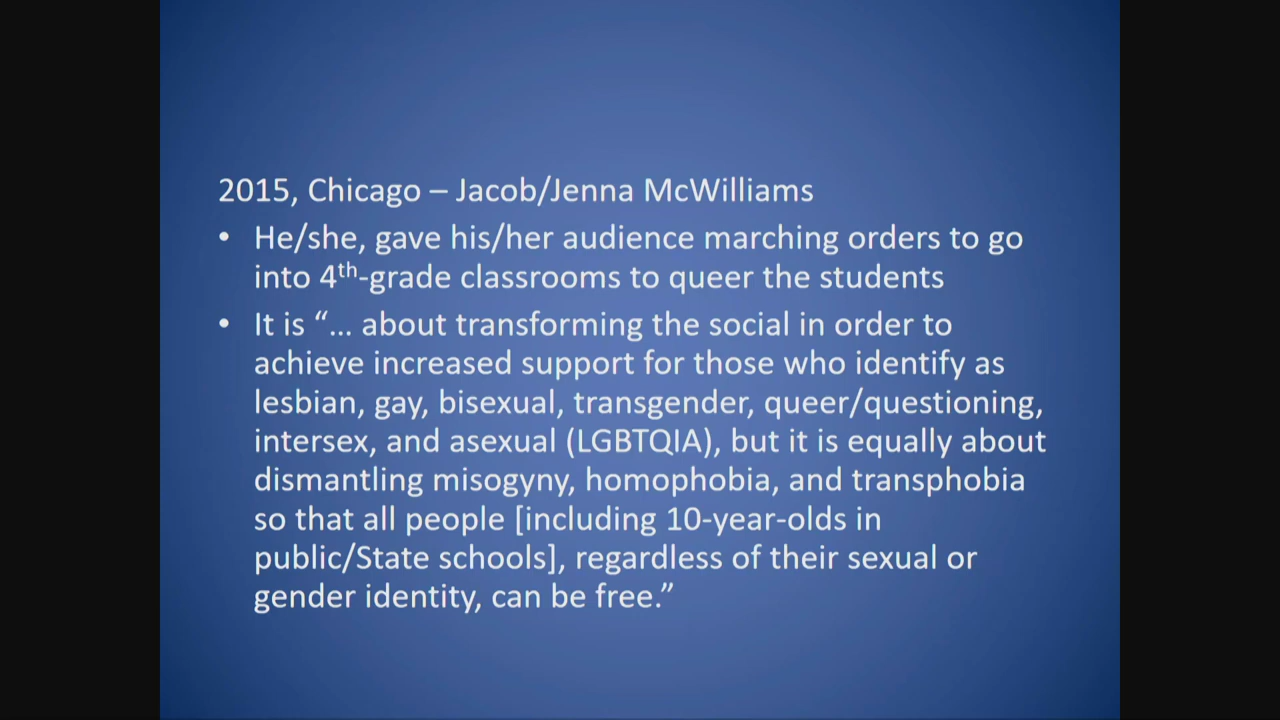 2015, Chicago – Jacob/Jenna McWilliams
• He/she, gave his/her audience marching orders to go
into 4th-grade classrooms to queer the students
• It is “... about transforming the social in order to
achieve increased support for those who identify as
lesbian, gay, bisexual, transgender, queer/questioning,
intersex, and asexual (LGBTQIA), but it is equally about
dismantling misogyny, homophobia, and transphobia
so that all people [including 10-year-olds in
public/State schools], regardless of their sexual or
gender identity, can be free.”